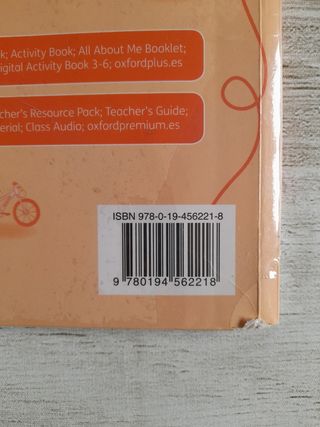 k; Activity Book; All About Me Booklet;
igital Activity Book 3-6; oxfordplus.es
cher's Resource Pack; Teacher's Guide;
erial; Class Audio; oxfordpremium.es
ISBN 978-0-19-456221-8
9 780194 562218